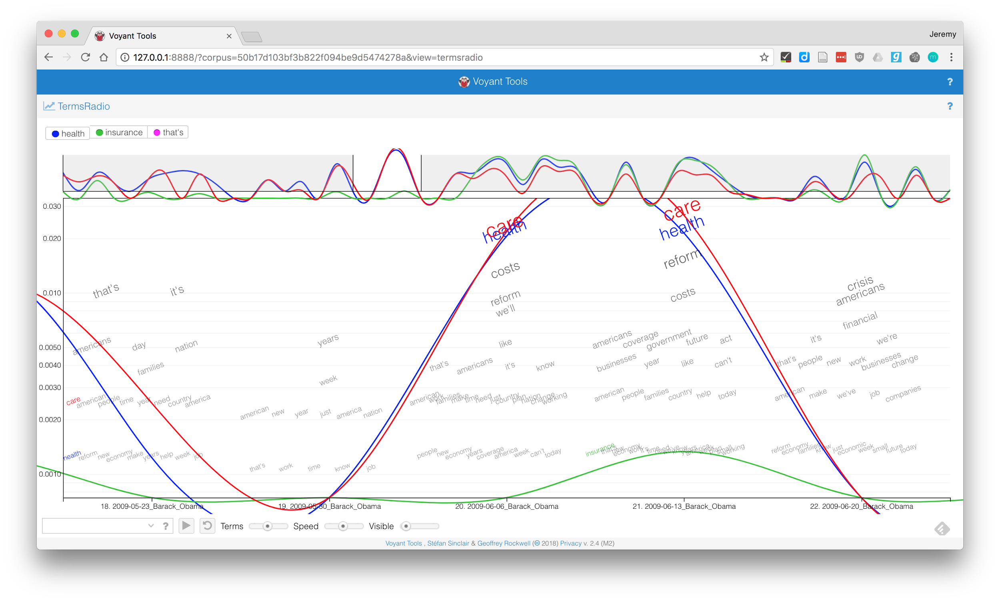 Voyant Tools
Jeremy
127.0.0.1:8888/?corpus=50b17d103bf3b822f094be9d5474278a&view=termsradio
Voyant Tools ?
TermsRadio ?
health insurance that's
0.030
0.020
0.010
0.0050
0.0040
0.0030
0.0020
0.0010
that's it's
americans day nation
families
care american people time year need country america
health reform new economy make years help week job
years
week
american new year just america nation
that's work time know job
care
health
costs
reform
we'll
like
that's americans it's know
american work families make time need just country plan nation change working
people new economy years coverage america week can't today
care
health
reform
costs
americans coverage government future act
businesses year like can't
american people families country help today
insurance that's new economy work it's time need we've know years america week plan small working
crisis
americans
financial
it's we're
that's people new work businesses change
american make we've job companies
reform economy families know just economic week small future today
18. 2009-05-23_Barack_Obama 19. 2009-05-30_Barack_Obama 20. 2009-06-06_Barack_Obama 21. 2009-06-13_Barack_Obama 22. 2009-06-20_Barack_Obama
? Terms Speed Visible
Voyant Tools , Stéfan Sinclair & Geoffrey Rockwell (cc 2018) Privacy v. 2.4 (M2)